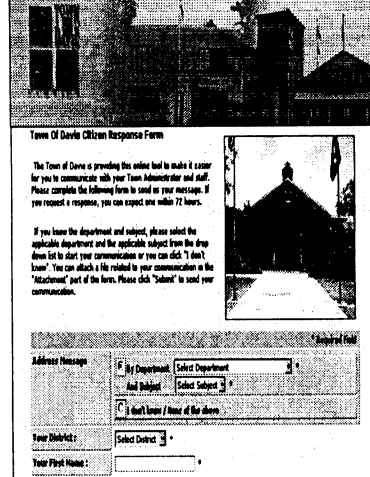 Town Of Davie Citizen Response Form
The Town of Davie is providing this online tool to make it easier
for you to communicate with your Town Administrator and staff.
Please complete the following form to send us your message. If
you request a response, you can expect one within 72 hours.
If you know the department and subject, please select the
applicable department and the applicable subject from the drop
down list to start your communication or you can click "I don't
know". You can attach a file related to your communication in the
"Attachment" part of the form. Please click "Submit" to send your
communication.
* Required Field
Address Message
By Department Select Department *
And Subject Select Subject *
I don't know / None of the above
Your District : Select District *
Your First Name : *